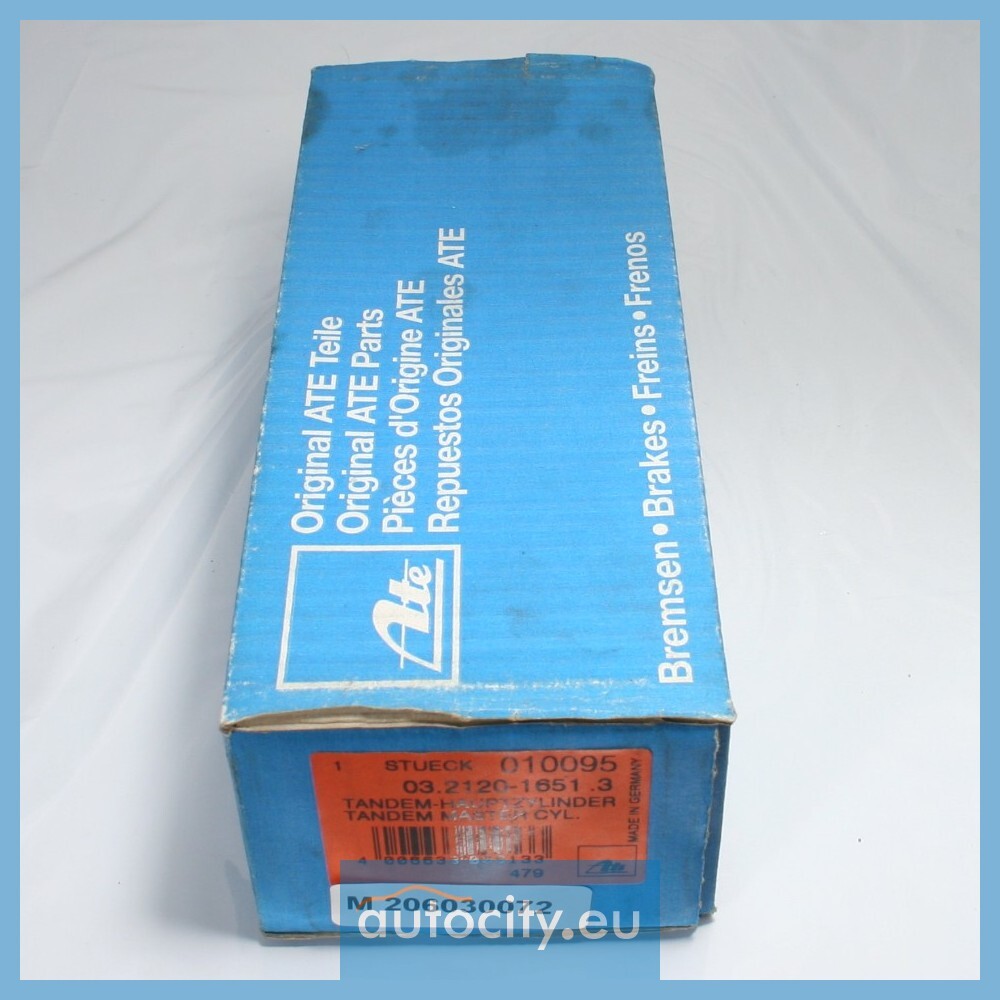 Original ATE Teile
Original ATE Parts
Pièces d'Origine ATE
Repuestos Originales ATE
Ate
Bremsen • Brakes • Freins • Frenos
1 STUECK 010095
03.2120-1651.3
TANDEM-HAUPTZYLINDER
TANDEM MASTER CYL.
MADE IN GERMANY
479
Ate
M 206030072
autocity.eu